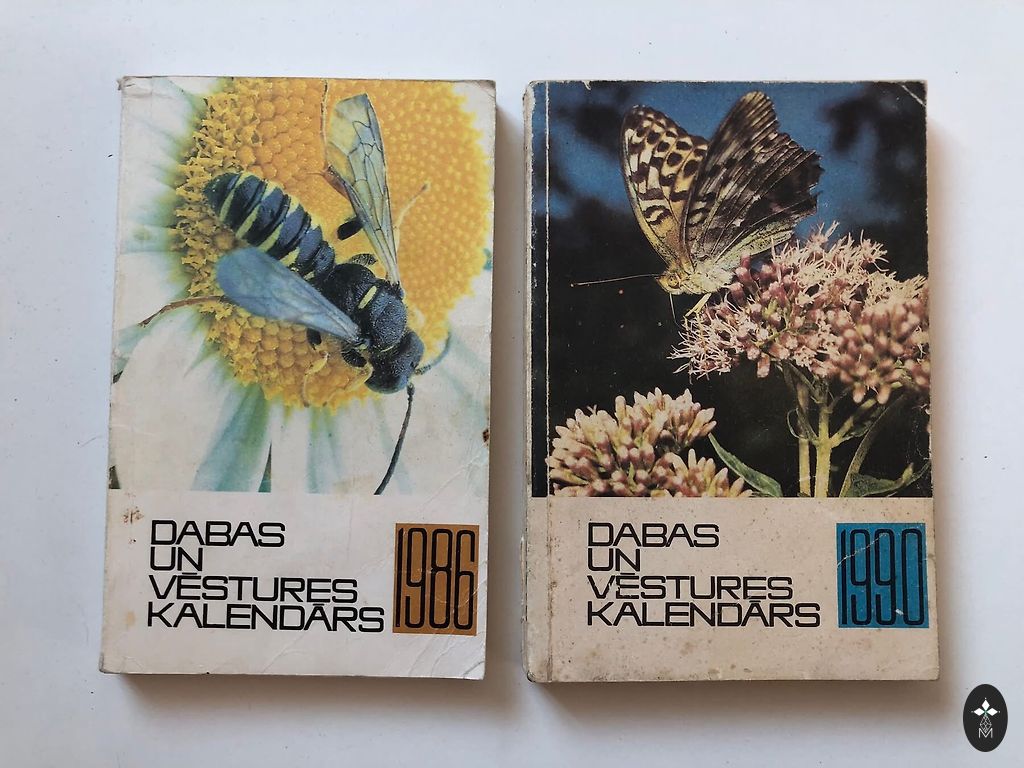 DABAS
UN
VĒSTURES
KALENDĀRS
1986
DABAS
UN
VĒSTURES
KALENDĀRS
1990
M